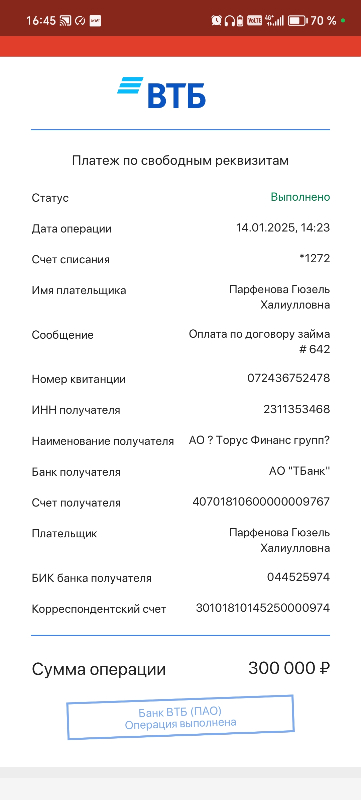 16:45
VoLTE 4G+ 70 %
ВТБ
Платеж по свободным реквизитам
Статус Выполнено
Дата операции 14.01.2025, 14:23
Счет списания *1272
Имя плательщика Парфенова Гюзель
Халиулловна
Сообщение Оплата по договору займа
# 642
Номер квитанции 072436752478
ИНН получателя 2311353468
Наименование получателя АО ? Торус Финанс групп?
Банк получателя АО "ТБанк"
Счет получателя 40701810600000009767
Плательщик Парфенова Гюзель
Халиулловна
БИК банка получателя 044525974
Корреспондентский счет 30101810145250000974
Сумма операции 300 000 ₽
Банк ВТБ (ПАО)
Операция выполнена